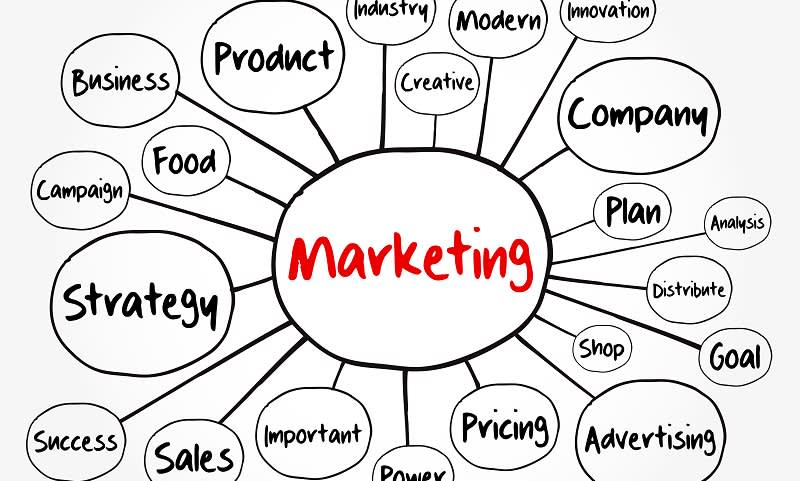 Industry
Modern
Innovation
Product
Business
Creative
Company
Food
Campaign
Plan
Analysis
Marketing
Strategy
Distribute
Shop
Goal
Success
Sales
Important
Pricing
Advertising
Power